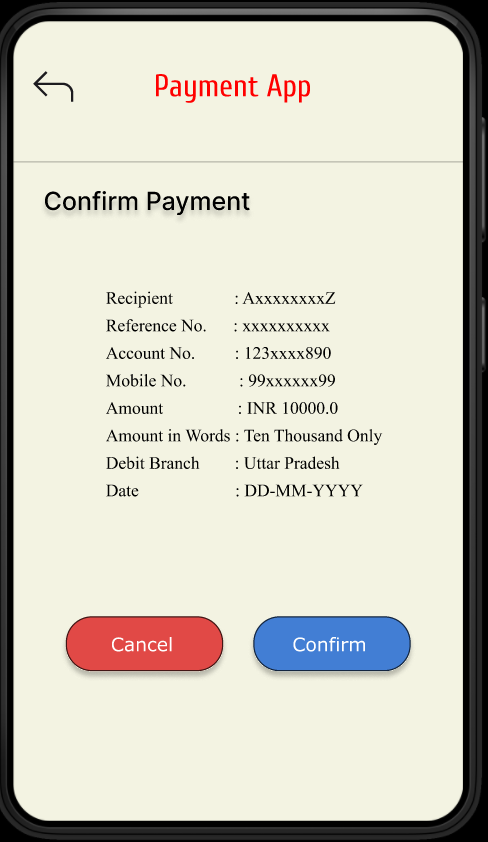 Payment App
Confirm Payment
Recipient : AxxxxxxxxZ
Reference No. : xxxxxxxxxx
Account No. : 123xxxx890
Mobile No. : 99xxxxxx99
Amount : INR 10000.0
Amount in Words : Ten Thousand Only
Debit Branch : Uttar Pradesh
Date : DD-MM-YYYY
Cancel Confirm